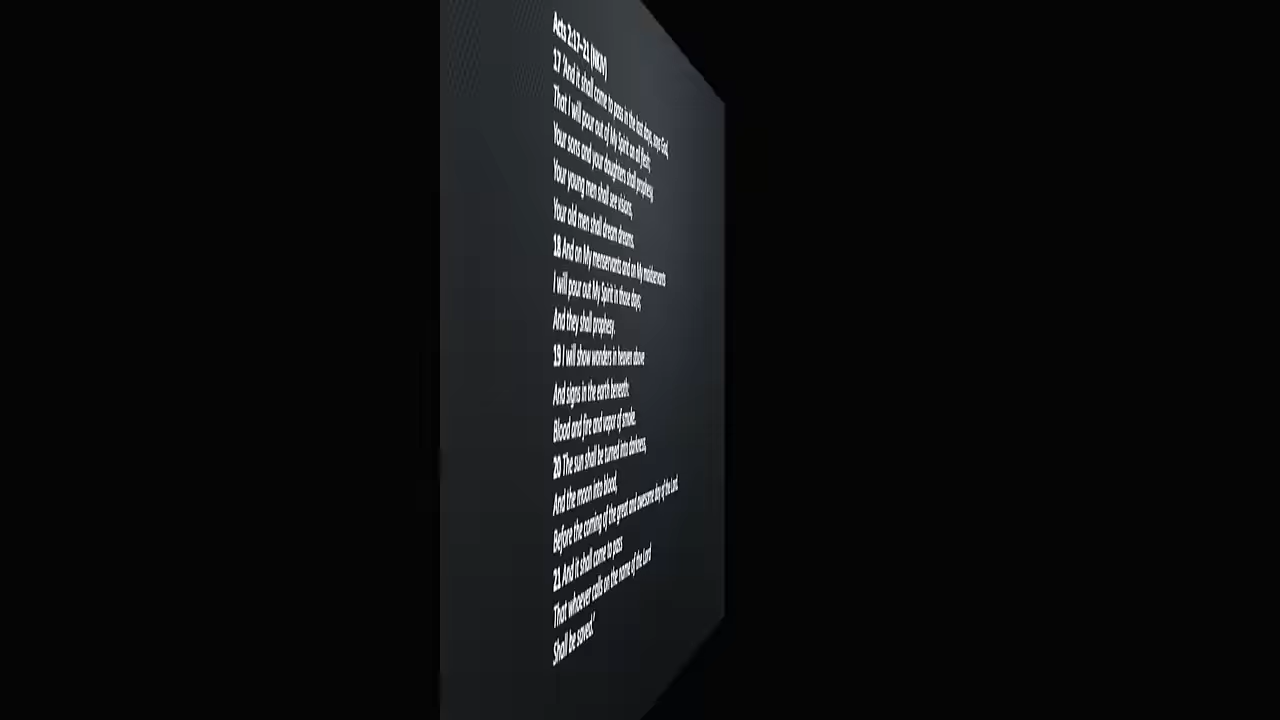 Acts 2:17–21 (NKJV)
17 'And it shall come to pass in the last days, says God,
That I will pour out of My Spirit on all flesh;
Your sons and your daughters shall prophesy,
Your young men shall see visions,
Your old men shall dream dreams.
18 And on My menservants and on My maidservants
I will pour out My Spirit in those days;
And they shall prophesy.
19 I will show wonders in heaven above
And signs in the earth beneath:
Blood and fire and vapor of smoke.
20 The sun shall be turned into darkness,
And the moon into blood,
Before the coming of the great and awesome day of the Lord.
21 And it shall come to pass
That whoever calls on the name of the Lord
Shall be saved.'